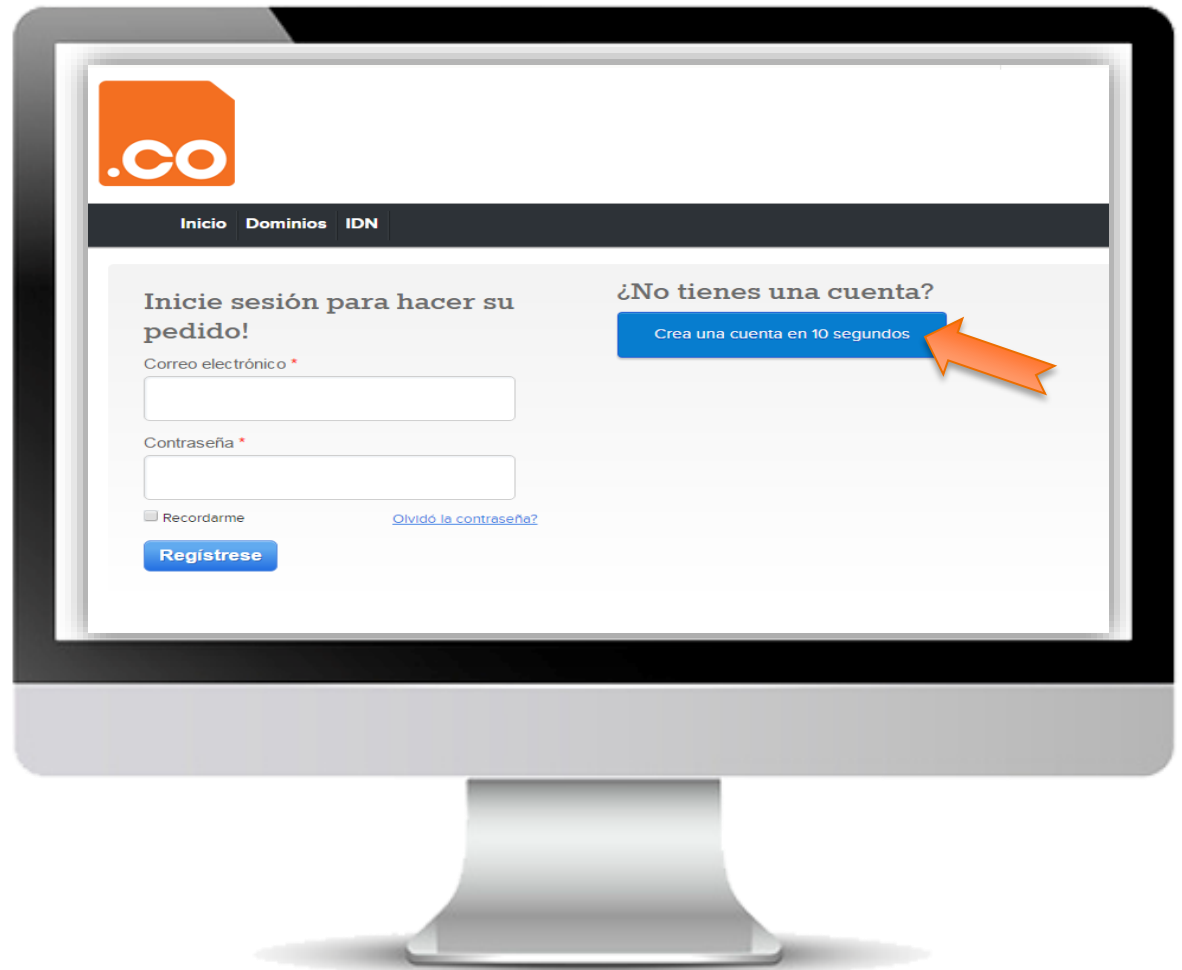 .co
Inicio Dominios IDN
Inicie sesión para hacer su
pedido!
Correo electrónico *
Contraseña *
Recordarme
Olvidó la contraseña?
Regístrese
¿No tienes una cuenta?
Crea una cuenta en 10 segundos